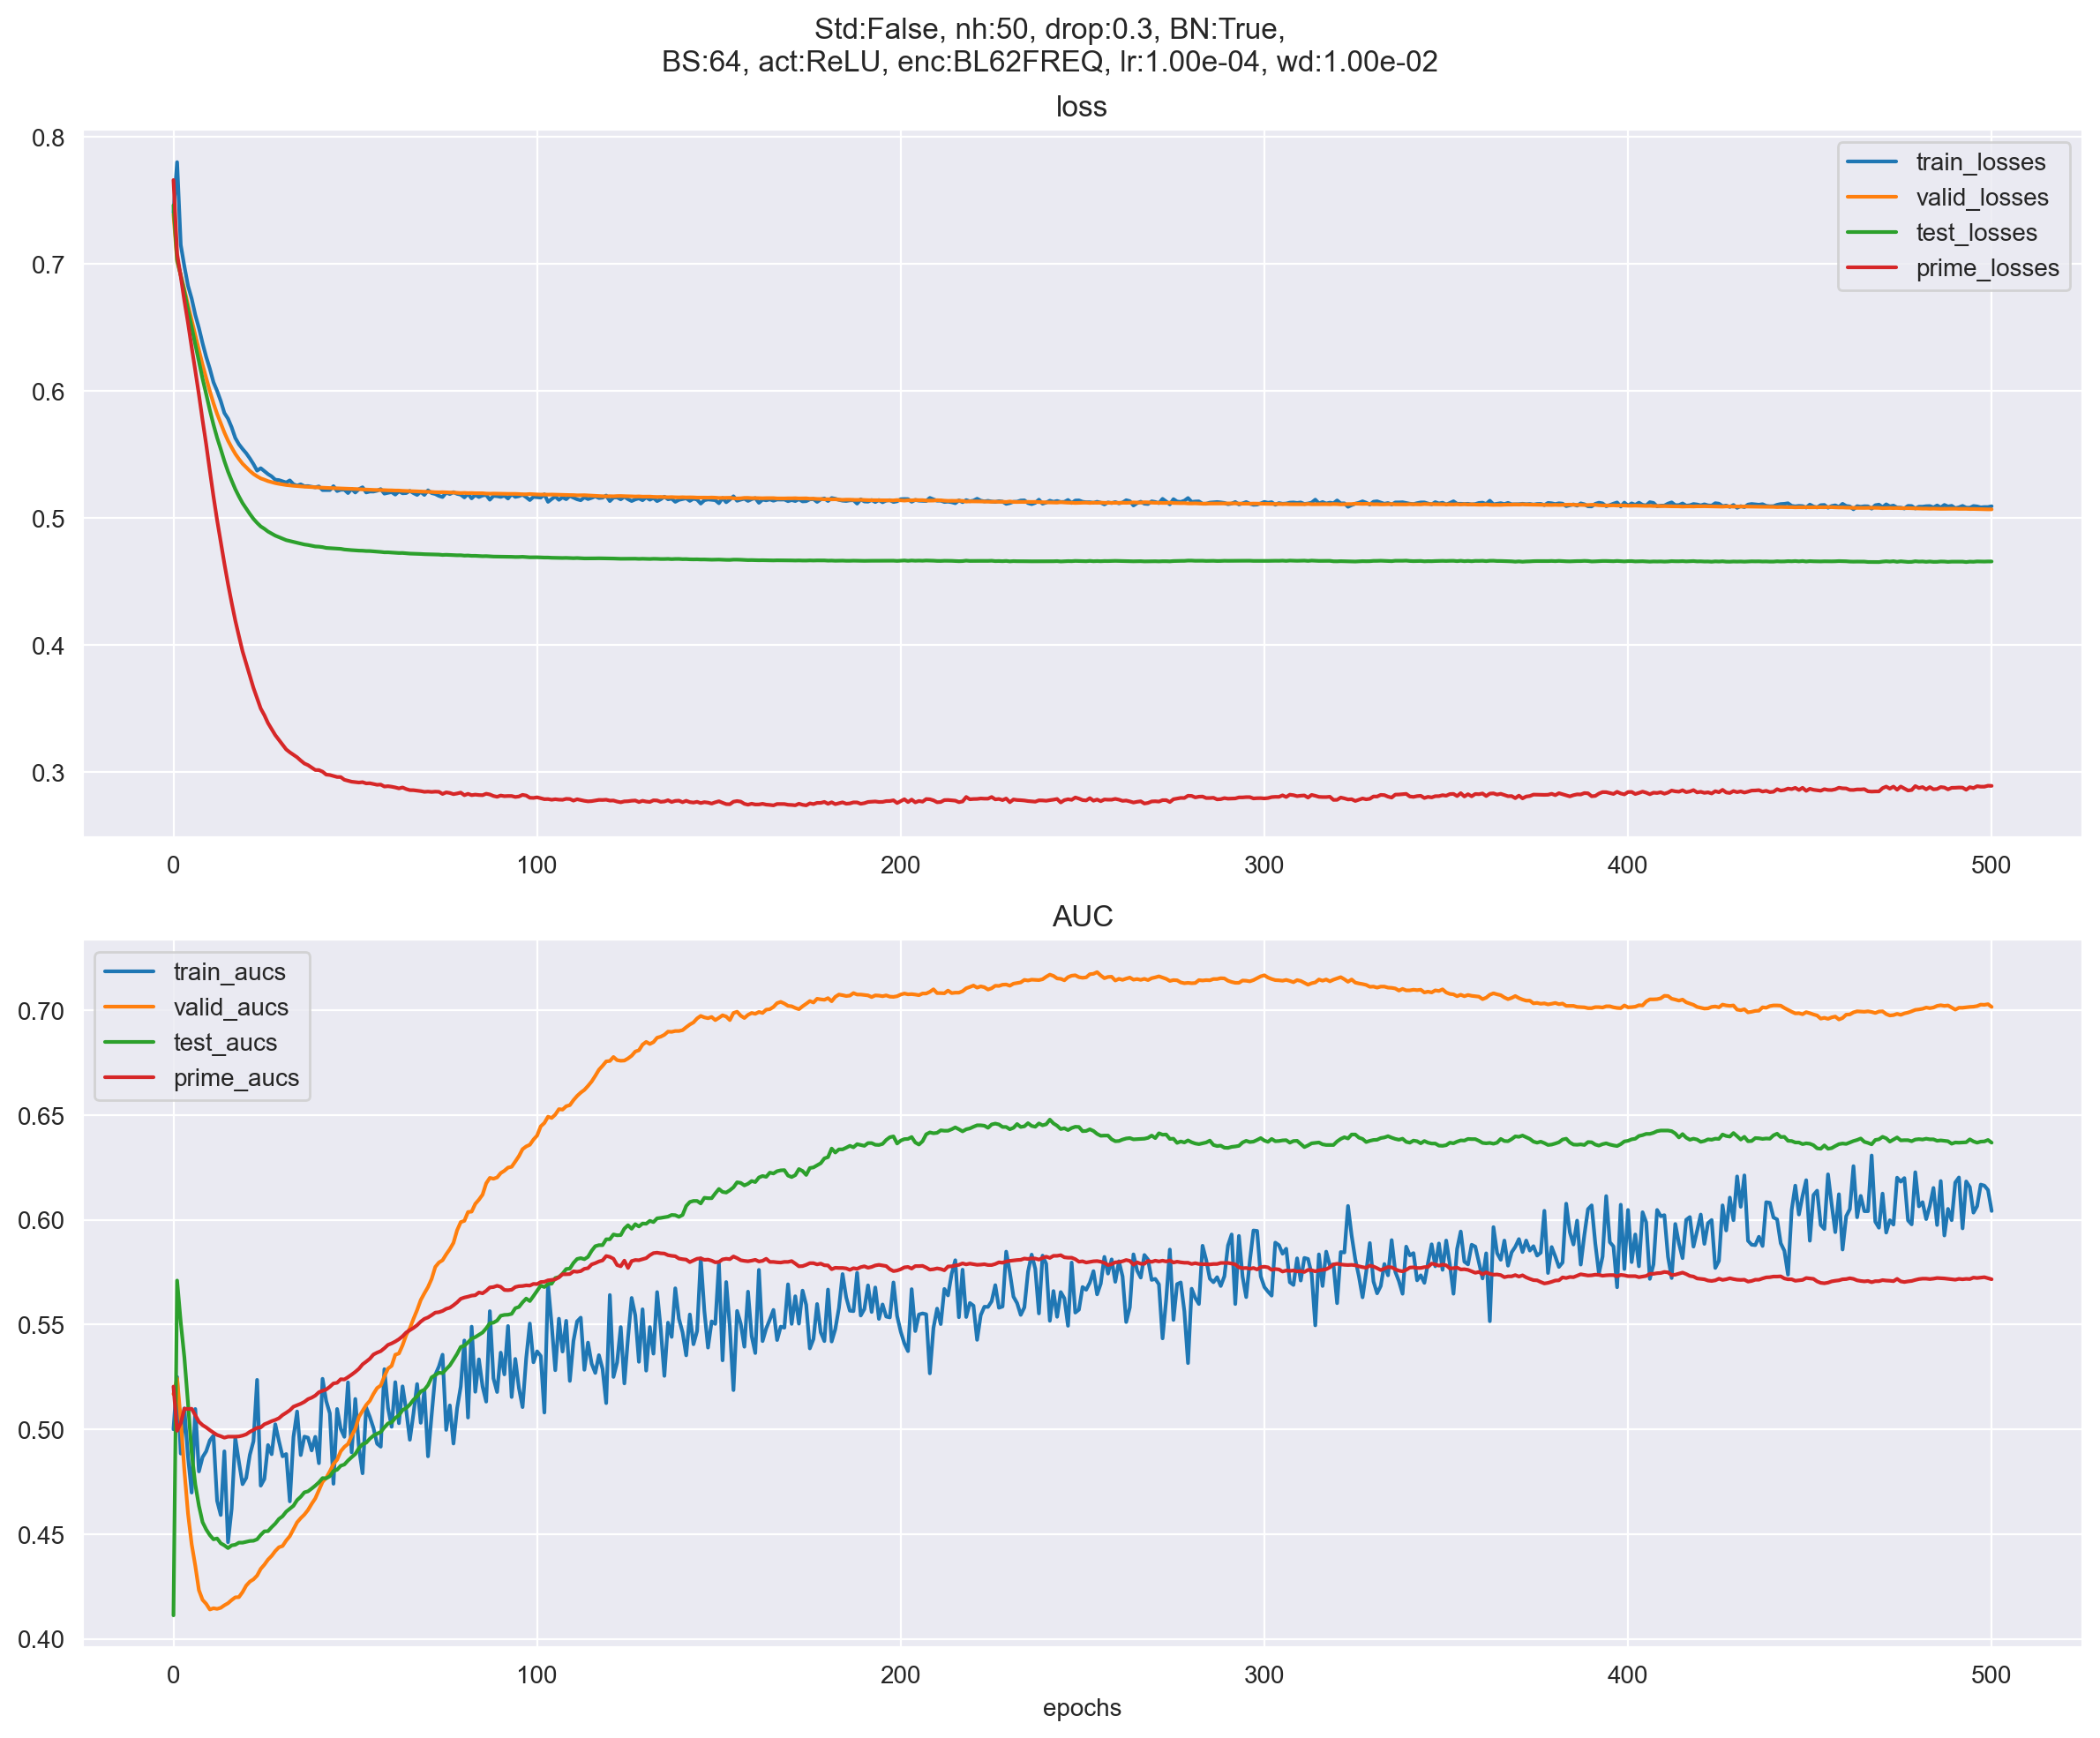 Std:False, nh:50, drop:0.3, BN:True,
BS:64, act:ReLU, enc:BL62FREQ, lr:1.00e-04, wd:1.00e-02
loss
0.8
0.7
0.6
0.5
0.4
0.3
train_losses
valid_losses
test_losses
prime_losses
0 100 200 300 400 500
AUC
train_aucs
valid_aucs
test_aucs
prime_aucs
0.70
0.65
0.60
0.55
0.50
0.45
0.40
0 100 200 300 400 500
epochs